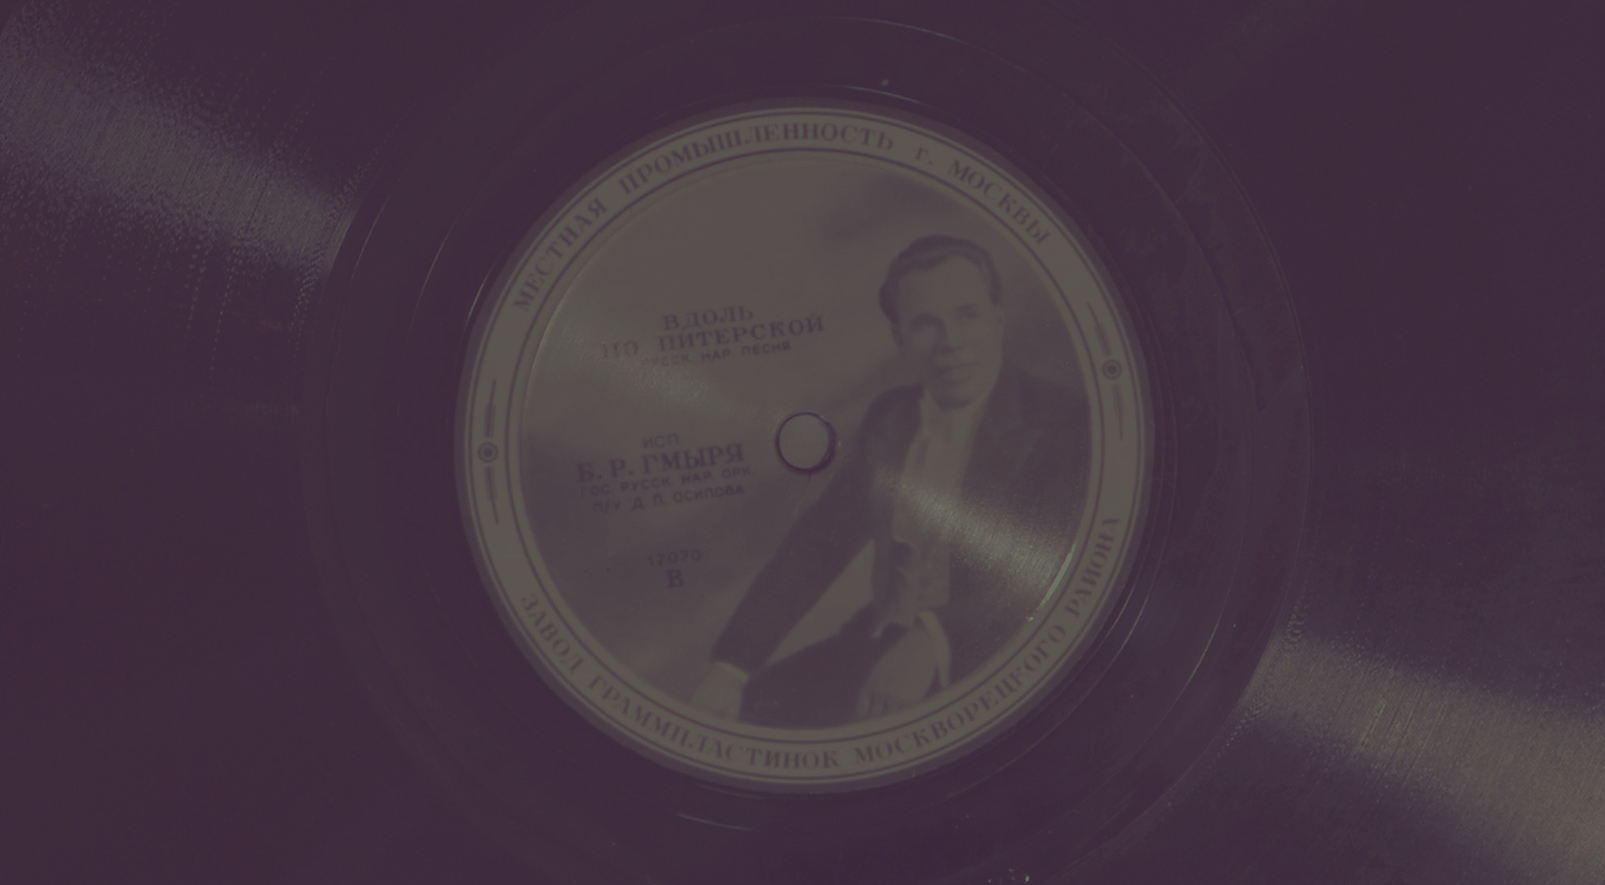 МЕСТНАЯ ПРОМЫШЛЕННОСТЬ г. МОСКВЫ
ВДОЛЬ
ПО ПИТЕРСКОЙ
РУССК НАР ПЕСНЯ
ИСП
Б. Р. ГМЫРЯ
ГОС РУССК НАР ОРК.
П/У Д. П. ОСИПОВА
17070
В
ЗАВОД ГРАММПЛАСТИНОК МОСКВОРЕЦКОГО РАЙОНА